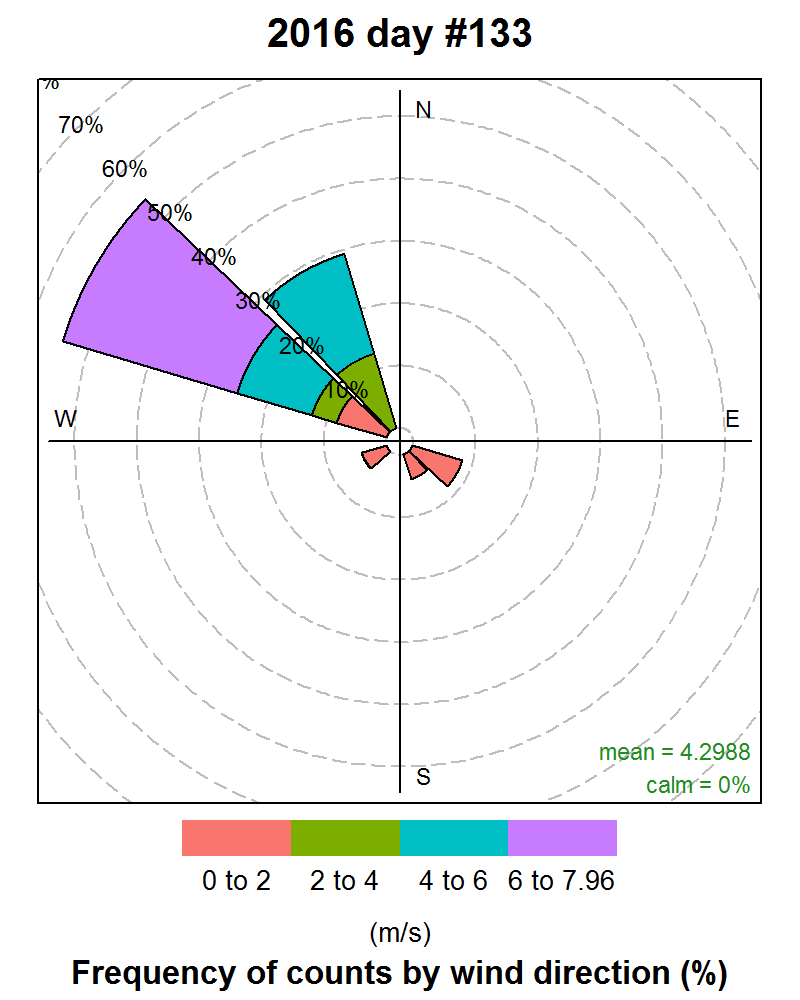 2016 day #133
%
70%
N
60%
50%
40%
30%
20%
10%
W
E
mean = 4.2988
S
calm = 0%
0 to 2 2 to 4 4 to 6 6 to 7.96
(m/s)
Frequency of counts by wind direction (%)